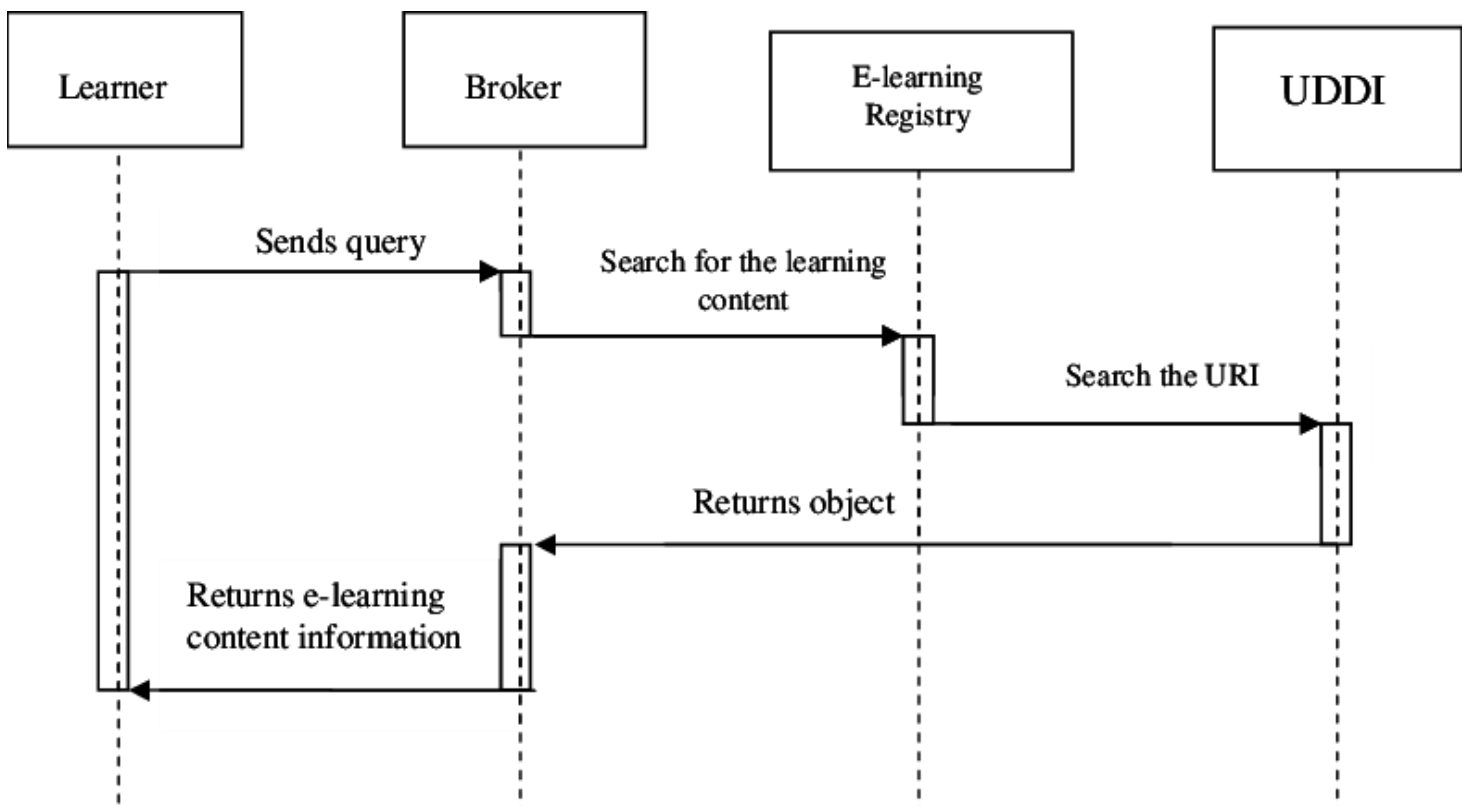 Learner
Broker
E-learning
Registry
UDDI
Sends query
Search for the learning
content
Search the URI
Returns object
Returns e-learning
content information